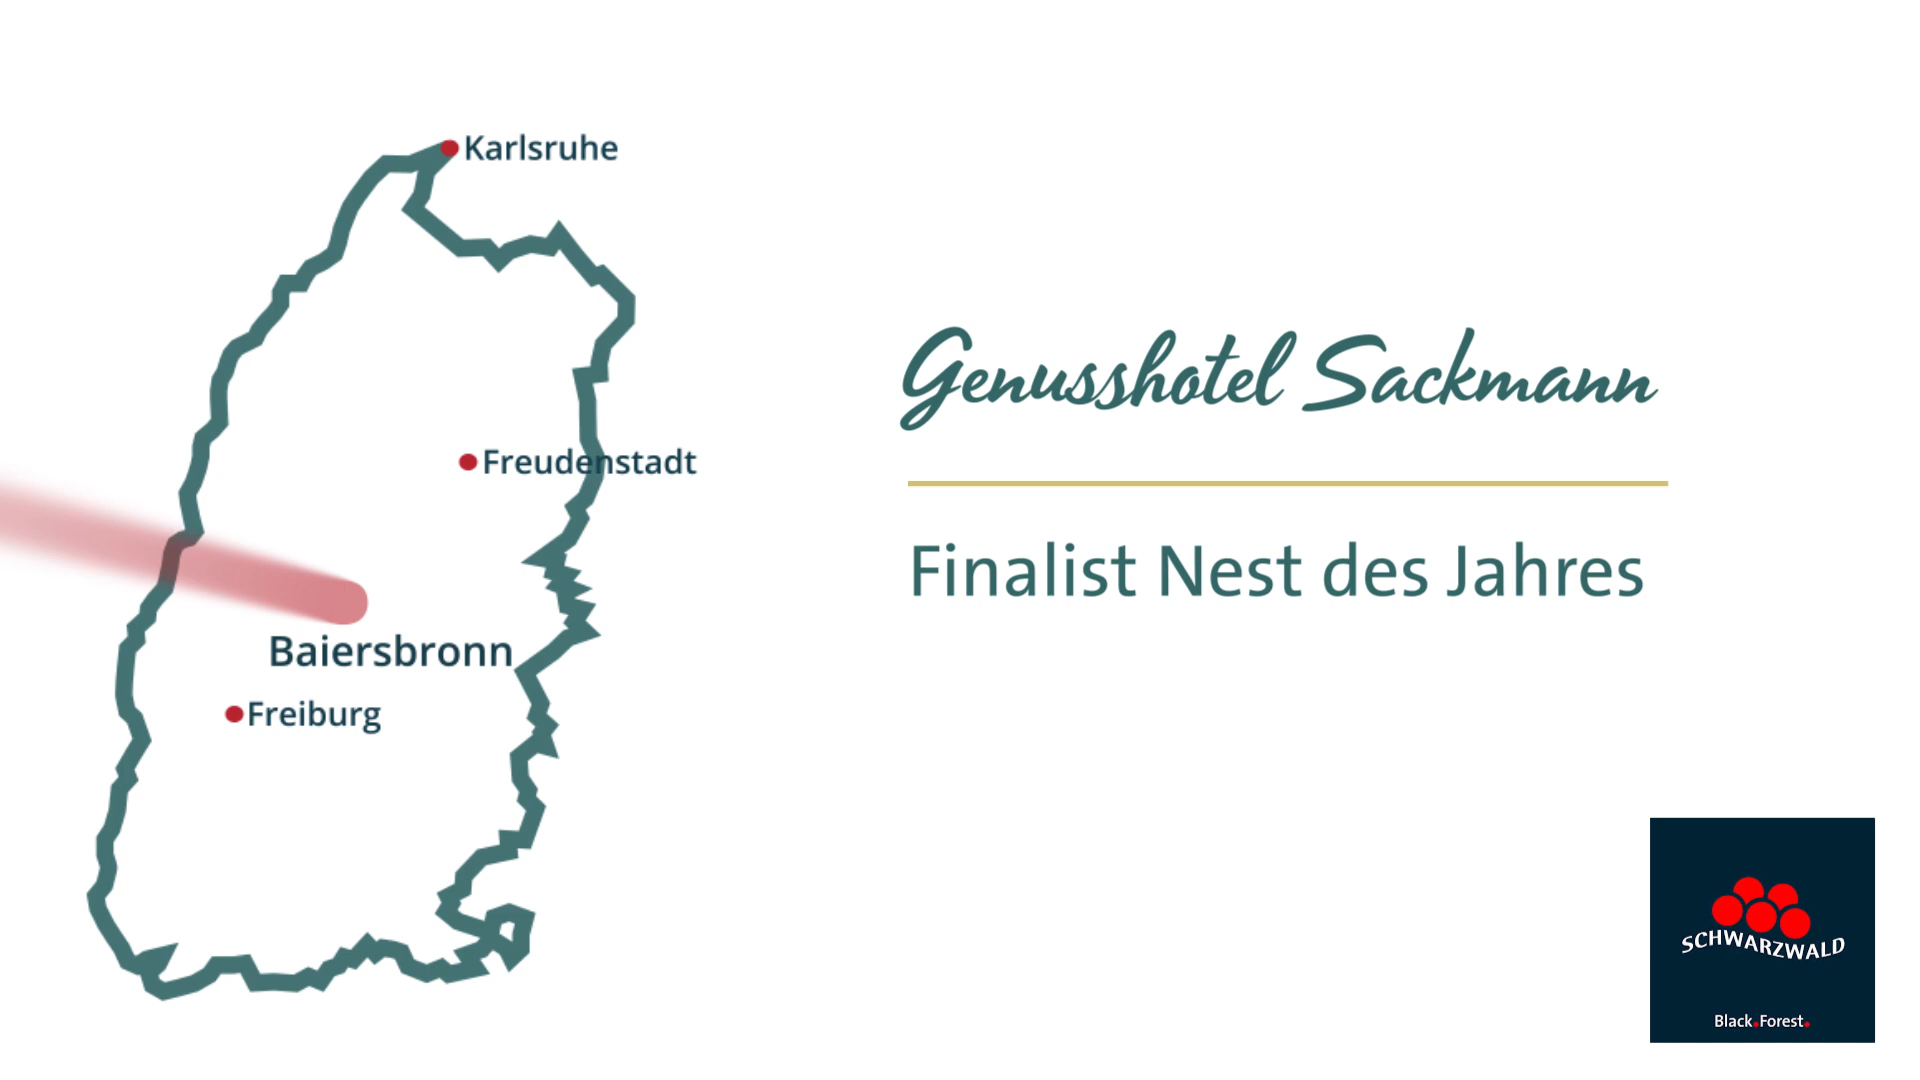 Karlsruhe
Freudenstadt
Baiersbronn
Freiburg
Genusshotel Sackmann
Finalist Nest des Jahres
SCHWARZWALD
Black.Forest.